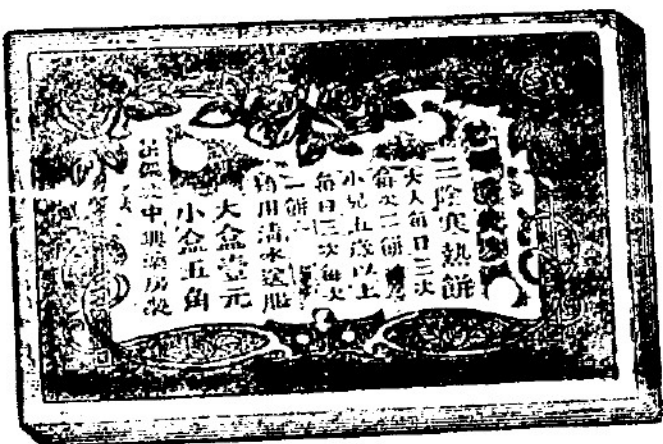 三陰寒熱餅
大人每日三次
每次二餅
小兒五歲以上
每日三次每次
一餅
均用清水送服
大盒壹元
小盒五角
中興藥房製